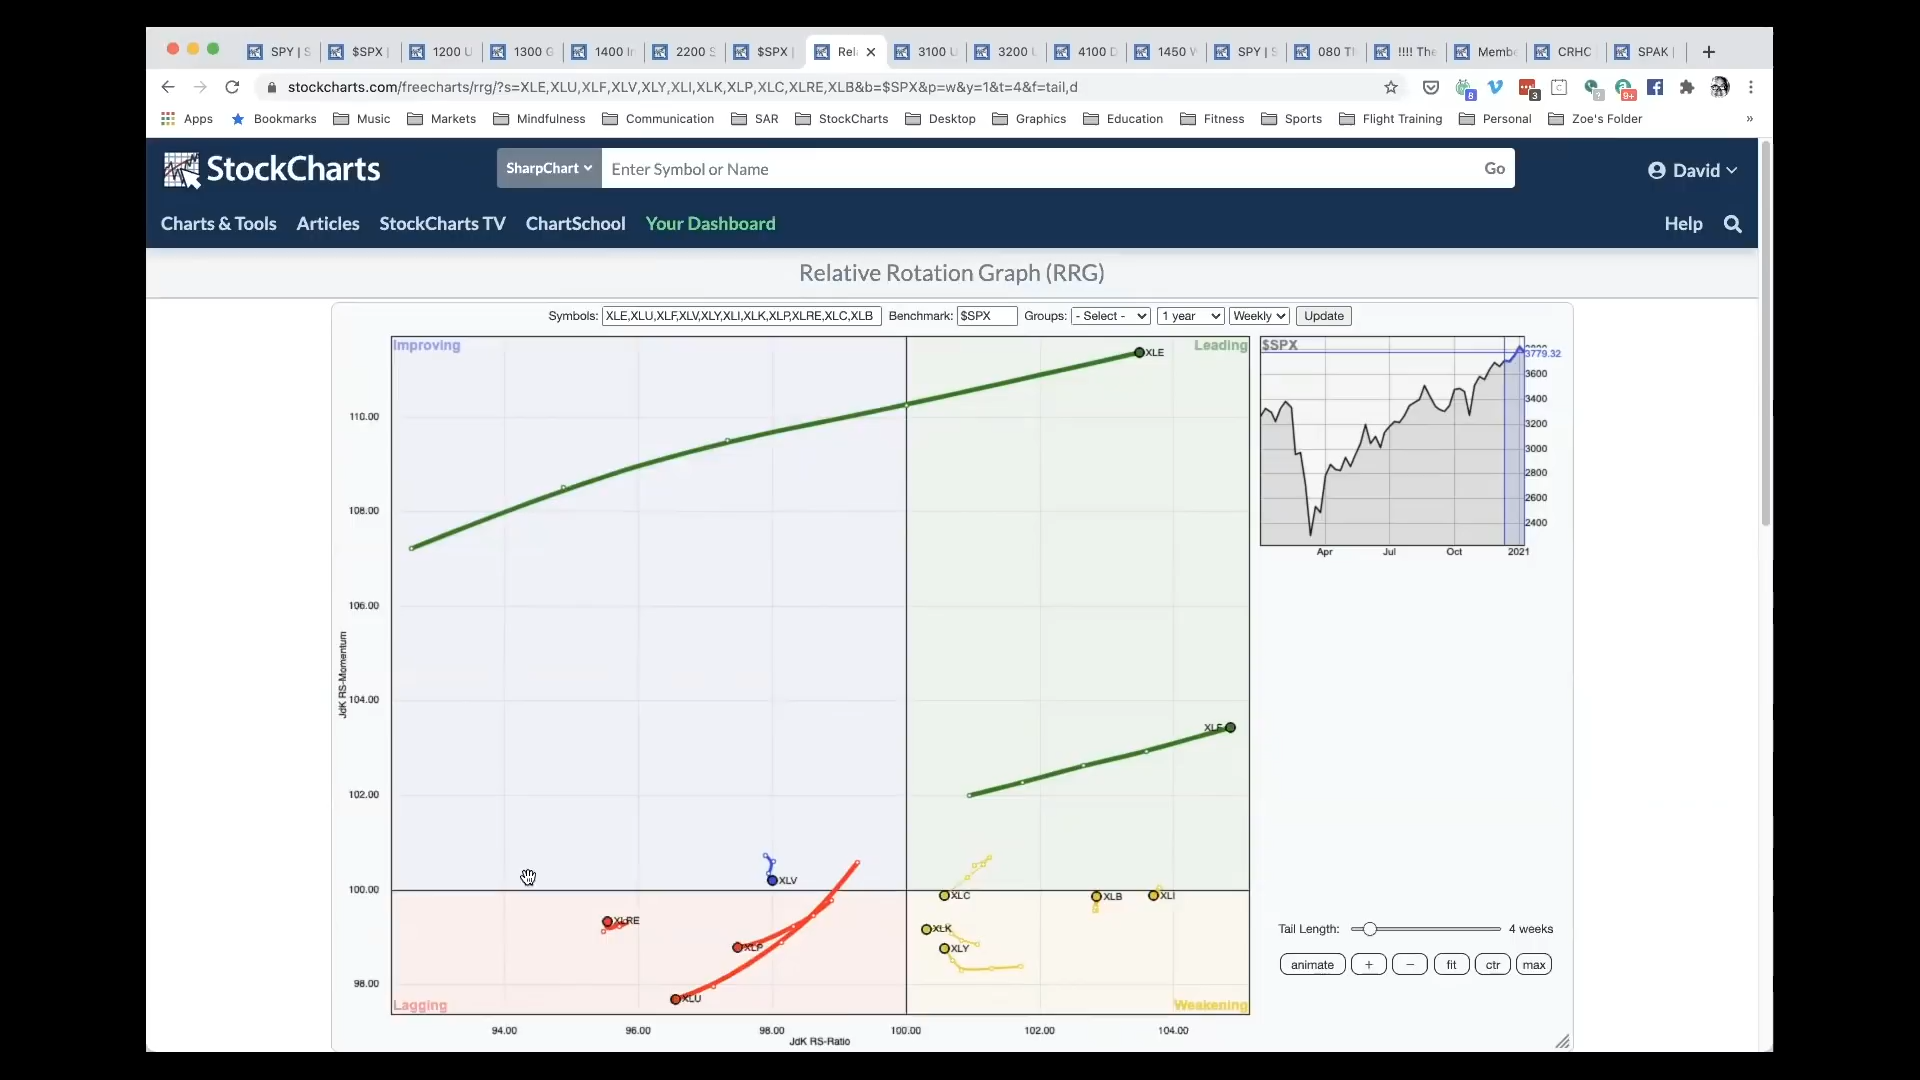 SPY | S
$SPX |
1200 U
1300 G
1400 In
2200 S
$SPX |
Rel
3100 U
3200 U
4100 D
1450 V
SPY | S
080 Th
!!!! The
Membe
CRHC
SPAK |
stockcharts.com/freecharts/rrg/?s=XLE,XLU,XLF,XLV,XLY,XLI,XLK,XLP,XLC,XLRE,XLB&b=$SPX&p=w&y=1&t=4&f=tail,d
8
3
?
9+
Apps
Bookmarks
Music
Markets
Mindfulness
Communication
SAR
StockCharts
Desktop
Graphics
Education
Fitness
Sports
Flight Training
Personal
Zoe's Folder
»
StockCharts
SharpChart
Enter Symbol or Name
Go
David
Charts & Tools
Articles
StockCharts TV
ChartSchool
Your Dashboard
Help
Relative Rotation Graph (RRG)
Symbols: XLE,XLU,XLF,XLV,XLY,XLI,XLK,XLP,XLRE,XLC,XLB Benchmark: $SPX Groups: - Select - 1 year Weekly Update
Improving
Leading
XLE
110.00
108.00
106.00
104.00
102.00
100.00
98.00
JdK RS-Momentum
XLF
XLV
XLC
XLB
XLI
XLRE
XLK
XLP
XLY
XLU
Lagging
Weakening
94.00
96.00
98.00
100.00
102.00
104.00
JdK RS-Ratio
$SPX
3779.32
3600
3400
3200
3000
2800
2600
2400
Apr
Jul
Oct
2021
Tail Length:
4 weeks
animate
+
−
fit
ctr
max